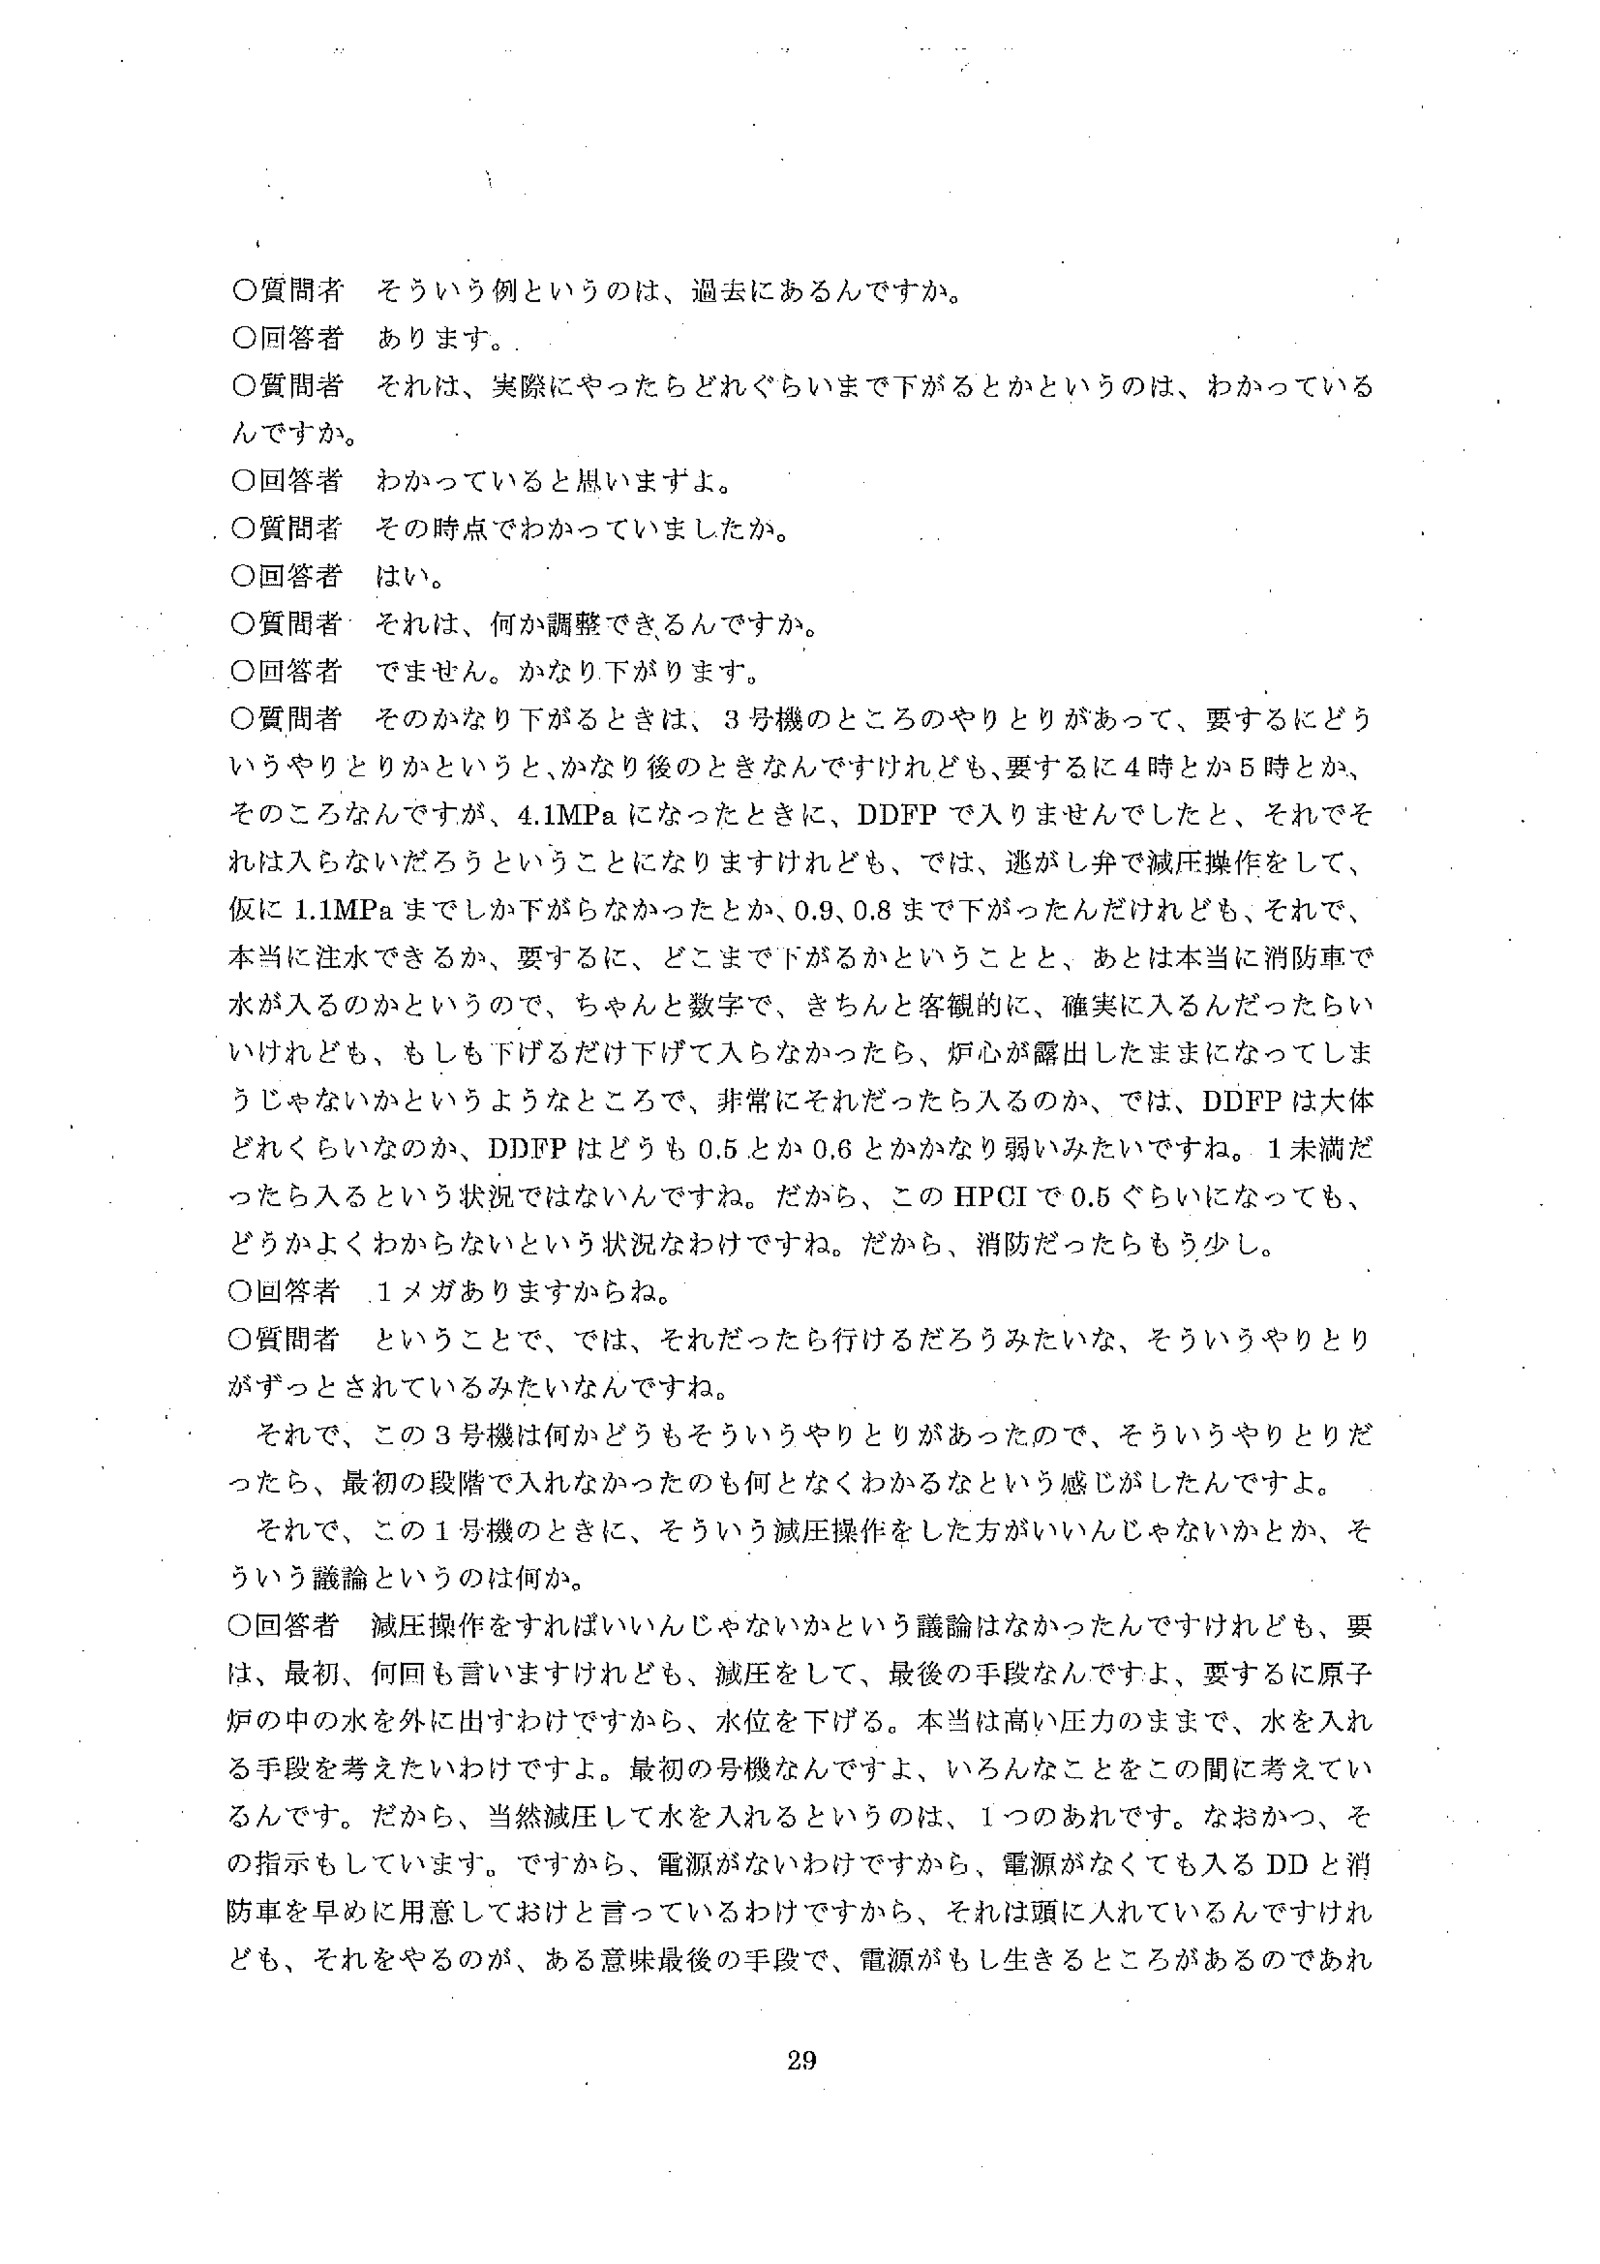 ○質問者　そういう例というのは、過去にあるんですか。
○回答者　あります。
○質問者　それは、実際にやったらどれぐらいまで下がるとかというのは、わかっている
んですか。
○回答者　わかっていると思いますよ。
○質問者　その時点でわかっていましたか。
○回答者　はい。
○質問者　それは、何か調整できるんですか。
○回答者　でません。かなり下がります。
○質問者　そのかなり下がるときは、3号機のところのやりとりがあって、要するにどう
いうやりとりかというと、かなり後のときなんですけれども、要するに4時とか5時とか、
そのころなんですが、4.1MPaになったときに、DDFPで入りませんでしたと、それでそ
れは入らないだろうということになりますけれども、では、逃がし弁で減圧操作をして、
仮に1.1MPaまでしか下がらなかったとか、0.9、0.8まで下がったんだけれども、それで、
本当に注水できるか、要するに、どこまで下がるかということと、あとは本当に消防車で
水が入るのかというので、ちゃんと数字で、きちんと客観的に、確実に入るんだったらい
いけれども、もしも下げるだけ下げて入らなかったら、炉心が露出したままになってしま
うじゃないかというようなところで、非常にそれだったら入るのか、では、DDFPは大体
どれくらいなのか、DDFPはどうも0.5とか0.6とかかなり弱いみたいですね。1未満だ
ったら入るという状況ではないんですね。だから、このHPCIで0.5ぐらいになっても、
どうかよくわからないという状況なわけですね。だから、消防だったらもう少し。
○回答者　1メガありますからね。
○質問者　ということで、では、それだったら行けるだろうみたいな、そういうやりとり
がずっとされているみたいなんですね。
　それで、この3号機は何かどうもそういうやりとりがあったので、そういうやりとりだ
ったら、最初の段階で入れなかったのも何となくわかるなという感じがしたんですよ。
　それで、この1号機のときに、そういう減圧操作をした方がいいんじゃないかとか、そ
ういう議論というのは何か。
○回答者　減圧操作をすればいいんじゃないかという議論はなかったんですけれども、要
は、最初、何回も言いますけれども、減圧をして、最後の手段なんですよ、要するに原子
炉の中の水を外に出すわけですから、水位を下げる。本当は高い圧力のままで、水を入れ
る手段を考えたいわけですよ。最初の号機なんですよ、いろんなことをこの間に考えてい
るんです。だから、当然減圧して水を入れるというのは、1つのあれです。なおかつ、そ
の指示もしています。ですから、電源がないわけですから、電源がなくても入るDDと消
防車を早めに用意しておけと言っているわけですから、それは頭に入れているんですけれ
ども、それをやるのが、ある意味最後の手段で、電源がもし生きるところがあるのであれ
29